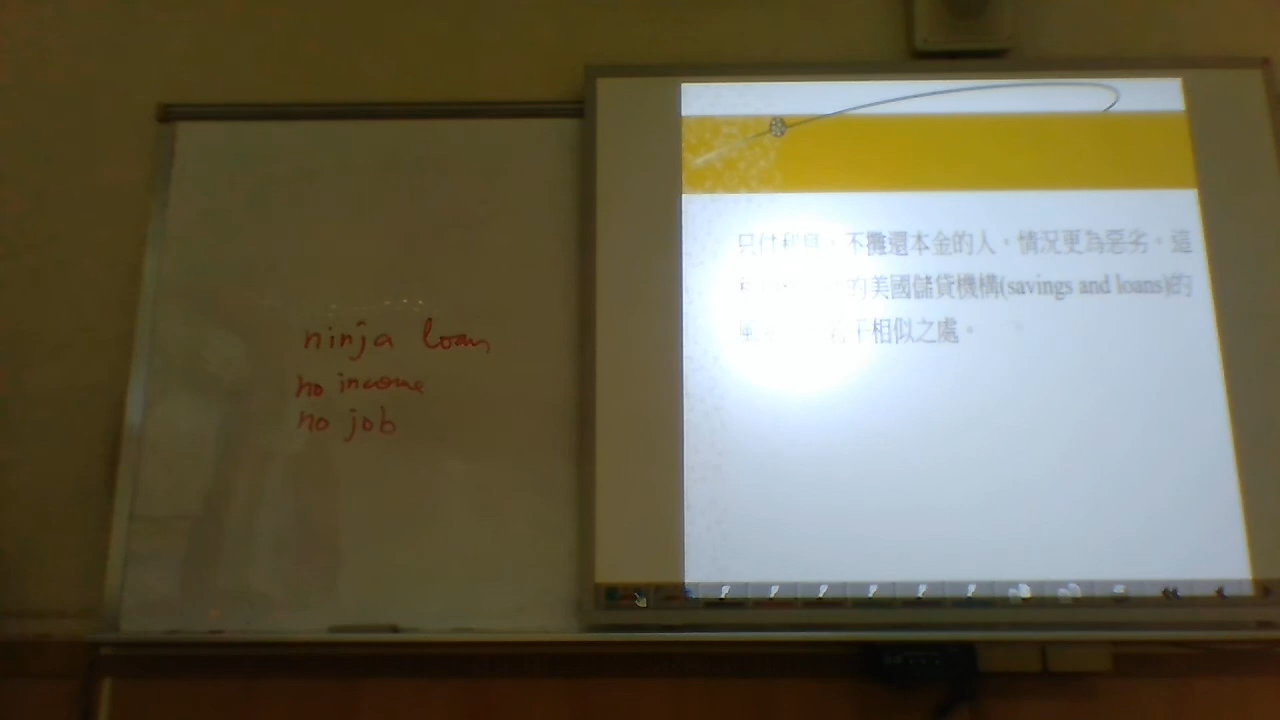 ninja loan
no income
no job
只付利息，不攤還本金的人，情況更為惡劣。這
的美國儲貸機構(savings and loans)的
相似之處。